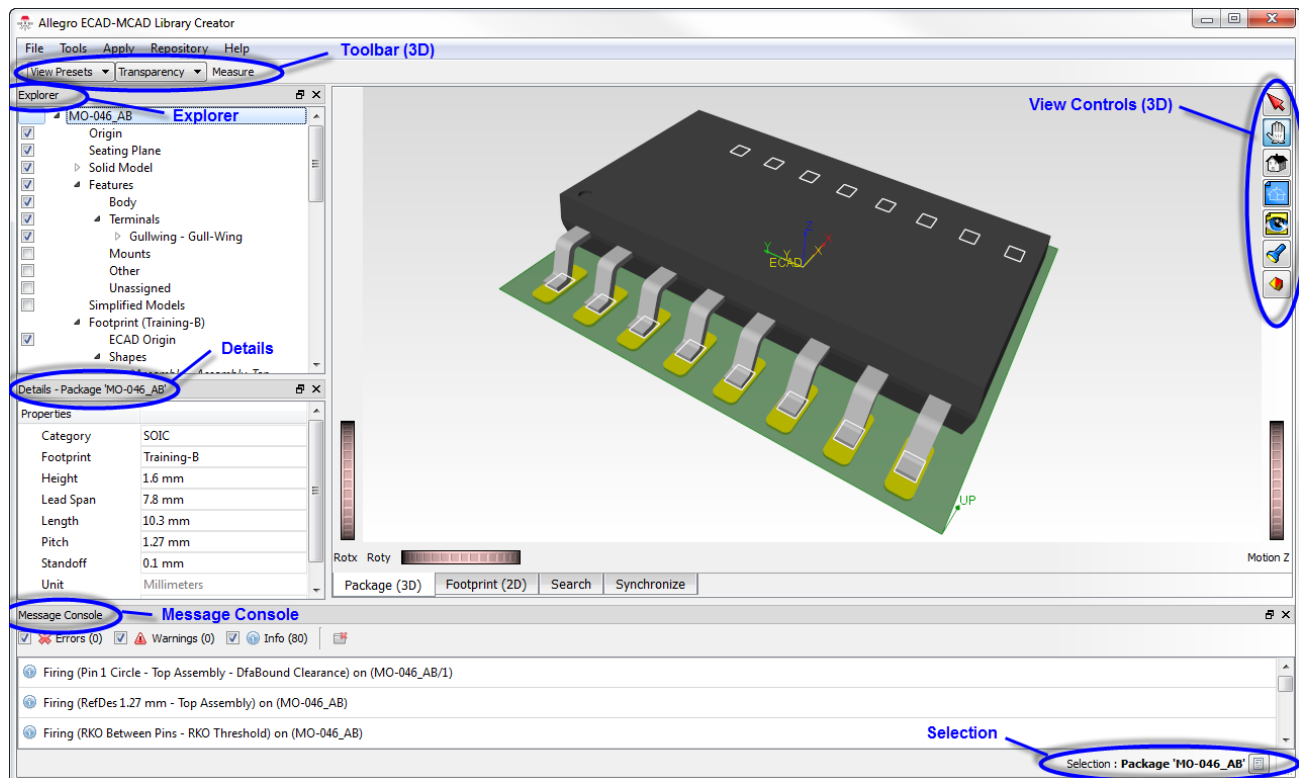 Allegro ECAD-MCAD Library Creator
File Tools Apply Repository Help
Toolbar (3D)
View Presets Transparency Measure
Explorer
MO-046_AB
Explorer
Origin
Seating Plane
Solid Model
Features
Body
Terminals
Gullwing - Gull-Wing
Mounts
Other
Unassigned
Simplified Models
Footprint (Training-B)
ECAD Origin
Shapes
Details
Details - Package 'MO-046_AB'
Properties
Category SOIC
Footprint Training-B
Height 1.6 mm
Lead Span 7.8 mm
Length 10.3 mm
Pitch 1.27 mm
Standoff 0.1 mm
Unit Millimeters
View Controls (3D)
Z
Y Y X X
ECAD
UP
Rotx Roty
Motion Z
Package (3D) Footprint (2D) Search Synchronize
Message Console
Message Console
Errors (0) Warnings (0) Info (80)
Firing (Pin 1 Circle - Top Assembly - DfaBound Clearance) on (MO-046_AB/1)
Firing (RefDes 1.27 mm - Top Assembly) on (MO-046_AB)
Firing (RKO Between Pins - RKO Threshold) on (MO-046_AB)
Selection
Selection : Package 'MO-046_AB'